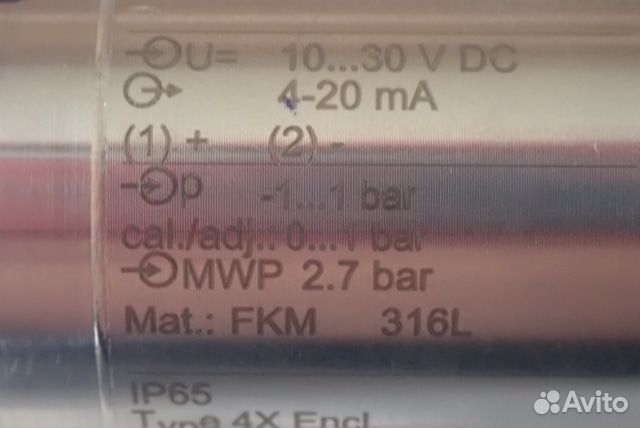 U= 10...30 V DC
4-20 mA
(1) + (2) -
p -1...1 bar
cal./adj.: 0...1 bar
MWP 2.7 bar
Mat.: FKM 316L
IP65
Type 4X Encl.
Avito